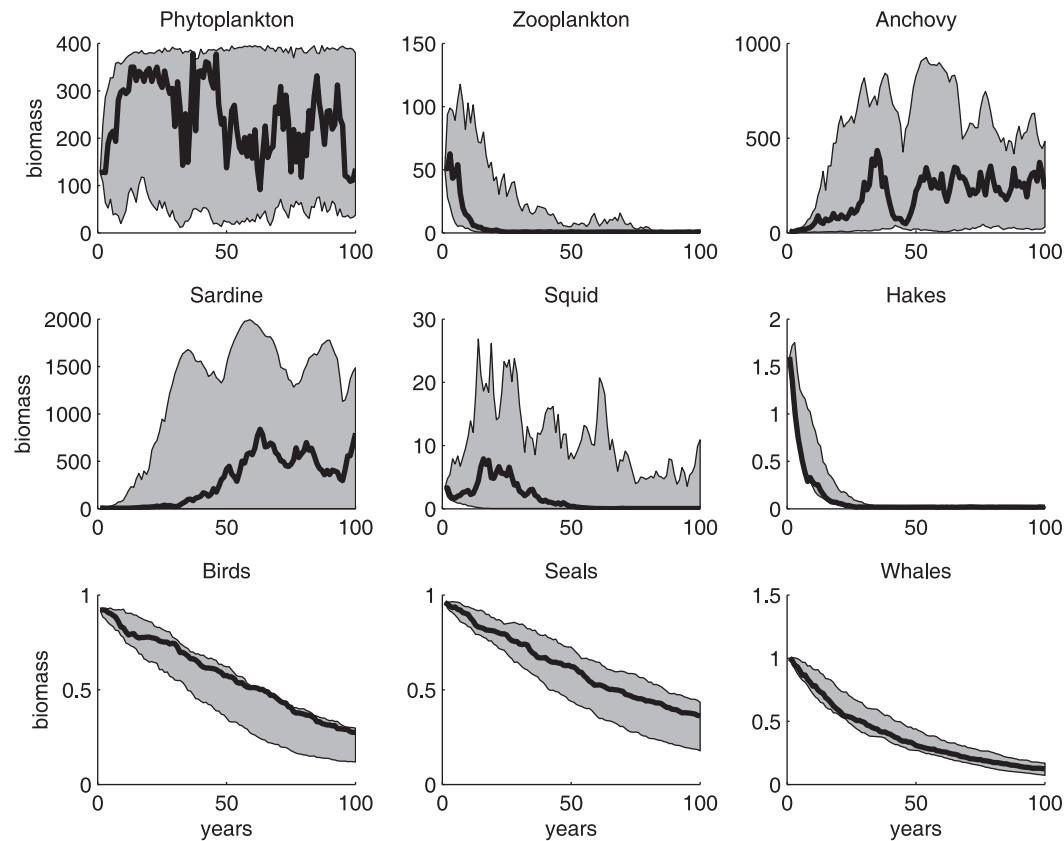 Phytoplankton Zooplankton Anchovy
400 150 1000
300
100
200 500
50
100
0 0 0
0 50 100 0 50 100 0 50 100
biomass
Sardine Squid Hakes
2000 30 2
1500 1.5
20
1000 1
10
500 0.5
0 0 0
0 50 100 0 50 100 0 50 100
biomass
Birds Seals Whales
1 1 1.5
1
0.5 0.5
0.5
0 0 0
0 50 100 0 50 100 0 50 100
biomass
years years years